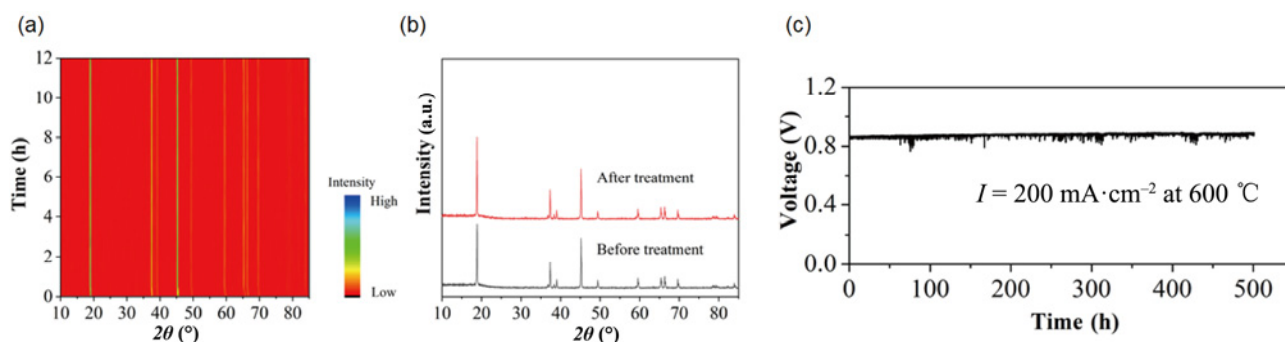 (a)
12
10
8
6
4
2
0
Time (h)
10 20 30 40 50 60 70 80
2θ (°)
Intensity
High
Low
(b)
Intensity (a.u.)
After treatment
Before treatment
10 20 30 40 50 60 70 80
2θ (°)
(c)
1.2
0.8
0.4
0.0
Voltage (V)
I = 200 mA·cm⁻² at 600 ℃
0 100 200 300 400 500
Time (h)